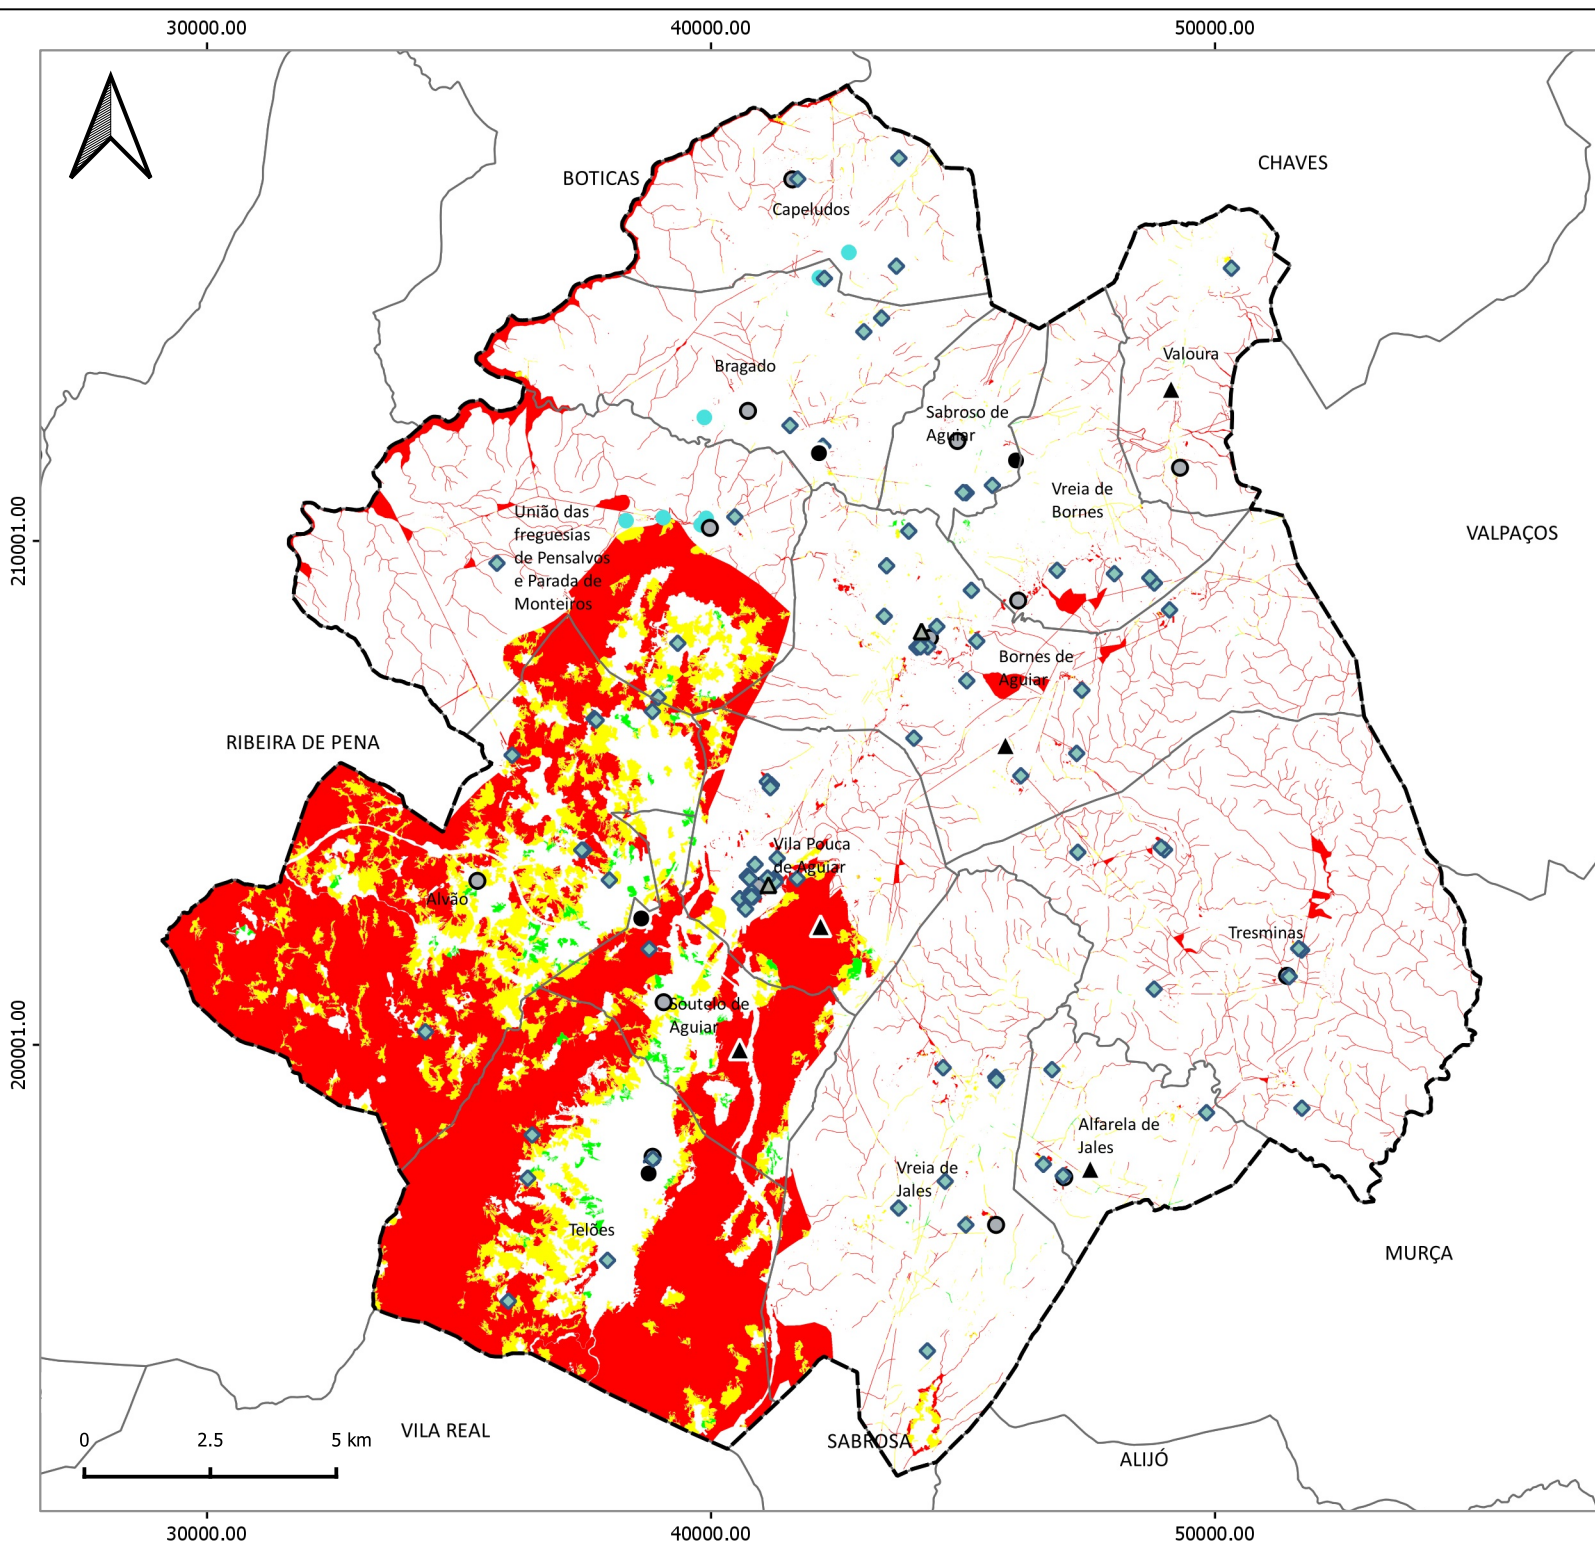 30000.00 40000.00 50000.00
CHAVES
BOTICAS
Capeludos
Valoura
Bragado
Sabroso de
Aguiar
Vreia de
Bornes
210001.00
União das
freguesias
de Pensalvos
e Parada de
Monteiros
VALPAÇOS
Bornes de
Aguiar
RIBEIRA DE PENA
Vila Pouca
de Aguiar
Alvão
Tresminas
Soutelo de
Aguiar
200001.00
Alfarela de
Jales
Vreia de
Jales
Telões
MURÇA
VILA REAL
SABROSA
ALIJÓ
0 2.5 5 km
30000.00 40000.00 50000.00